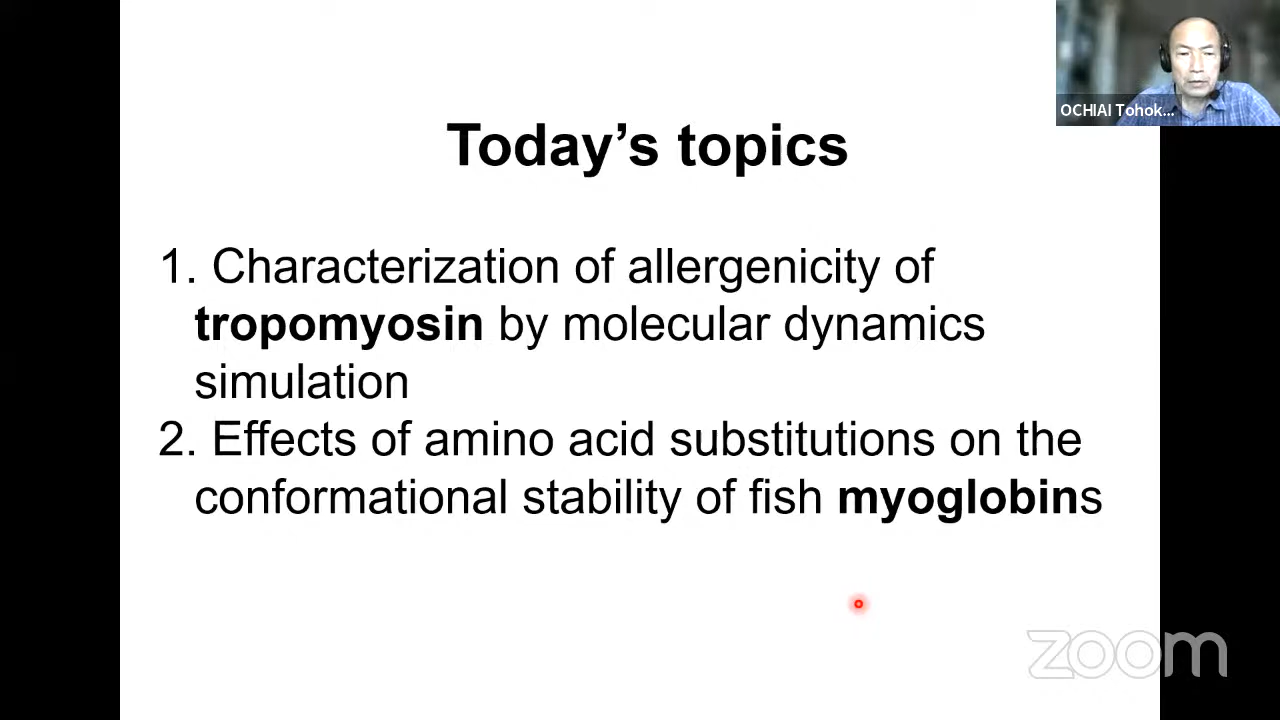 OCHIAI Tohok...
Today's topics
1. Characterization of allergenicity of
tropomyosin by molecular dynamics
simulation
2. Effects of amino acid substitutions on the
conformational stability of fish myoglobins
zoom